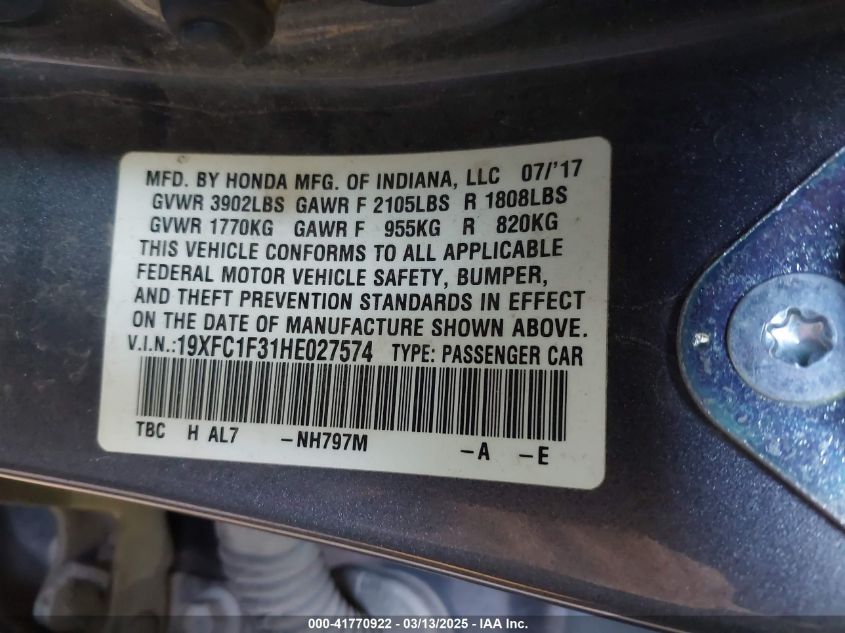 MFD. BY HONDA MFG. OF INDIANA, LLC 07/'17
GVWR 3902LBS GAWR F 2105LBS R 1808LBS
GVWR 1770KG GAWR F 955KG R 820KG
THIS VEHICLE CONFORMS TO ALL APPLICABLE
FEDERAL MOTOR VEHICLE SAFETY, BUMPER,
AND THEFT PREVENTION STANDARDS IN EFFECT
ON THE DATE OF MANUFACTURE SHOWN ABOVE.
V.I.N.:19XFC1F31HE027574 TYPE: PASSENGER CAR
TBC H AL7 -NH797M -A -E
000-41770922 - 03/13/2025 - IAA, Inc.